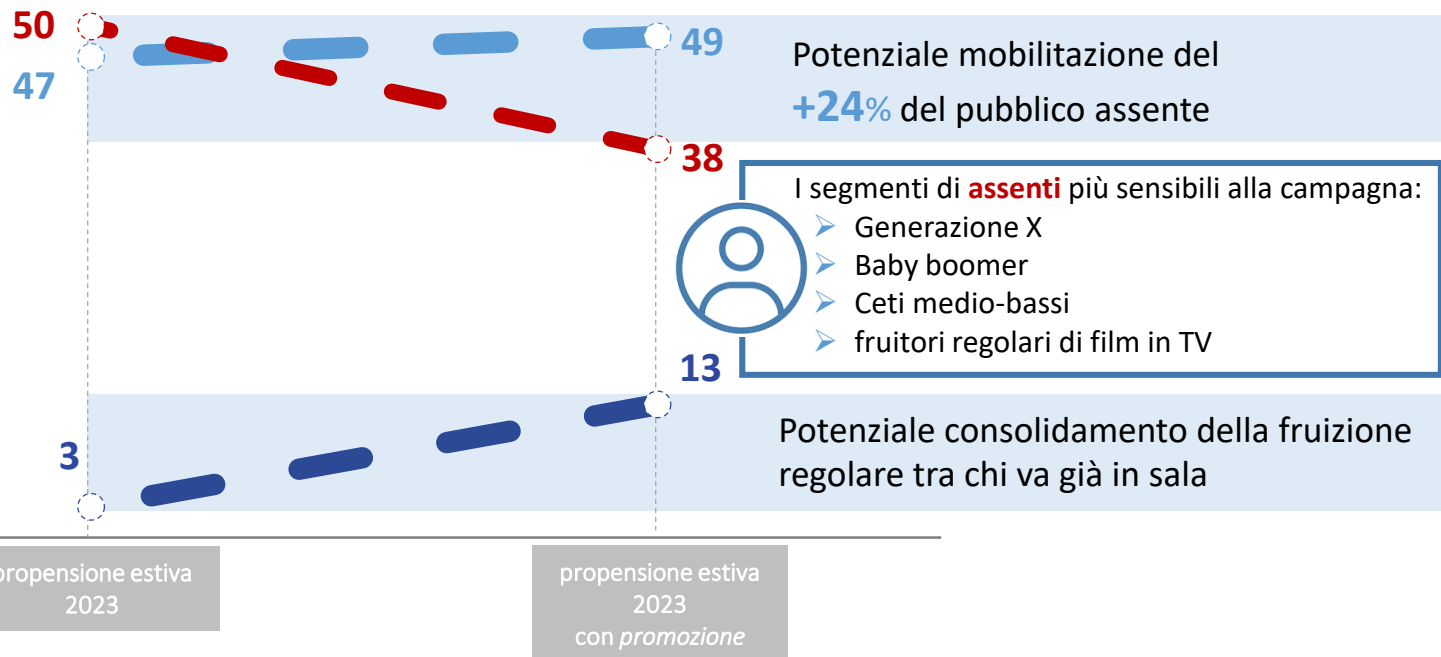 50
47
49
38
Potenziale mobilitazione del
+24% del pubblico assente
I segmenti di assenti più sensibili alla campagna:
Generazione X
Baby boomer
Ceti medio-bassi
fruitori regolari di film in TV
3
13
Potenziale consolidamento della fruizione
regolare tra chi va già in sala
propensione estiva
2023
propensione estiva
2023
con promozione